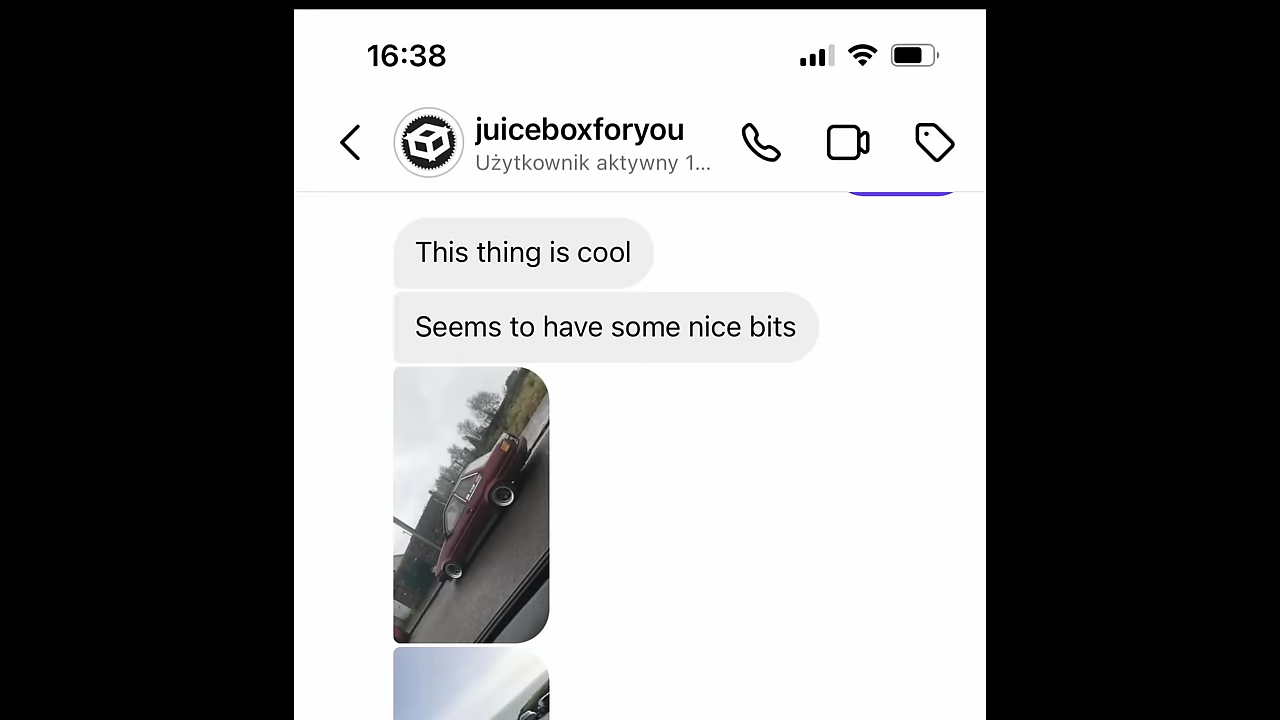 16:38
juiceboxforyou
Użytkownik aktywny 1...
This thing is cool
Seems to have some nice bits